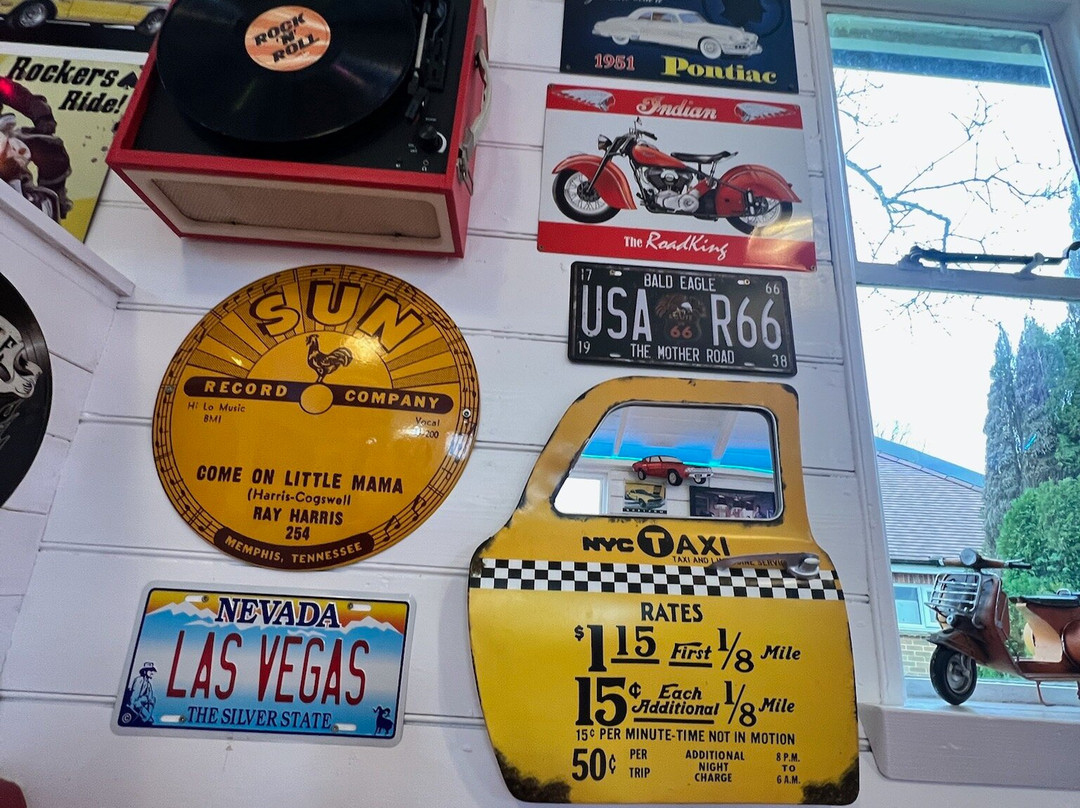 Rockers
Ride!
ROCK
'N'
ROLL
1951
Pontiac
Indian
The RoadKing
17
BALD EAGLE
66
USA
66
R66
19
THE MOTHER ROAD
38
SUN
RECORD
COMPANY
Hi Lo Music
BMI
Vocal
COME ON LITTLE MAMA
(Harris-Cogswell
RAY HARRIS
254
MEMPHIS, TENNESSEE
NEVADA
LAS VEGAS
THE SILVER STATE
NYC TAXI
TAXI AND
SERVICE
RATES
$1 15 First 1/8 Mile
15¢ Each Additional 1/8 Mile
15¢ PER MINUTE-TIME NOT IN MOTION
50¢
PER
TRIP
ADDITIONAL
NIGHT
CHARGE
8 P.M.
TO
6 A.M.